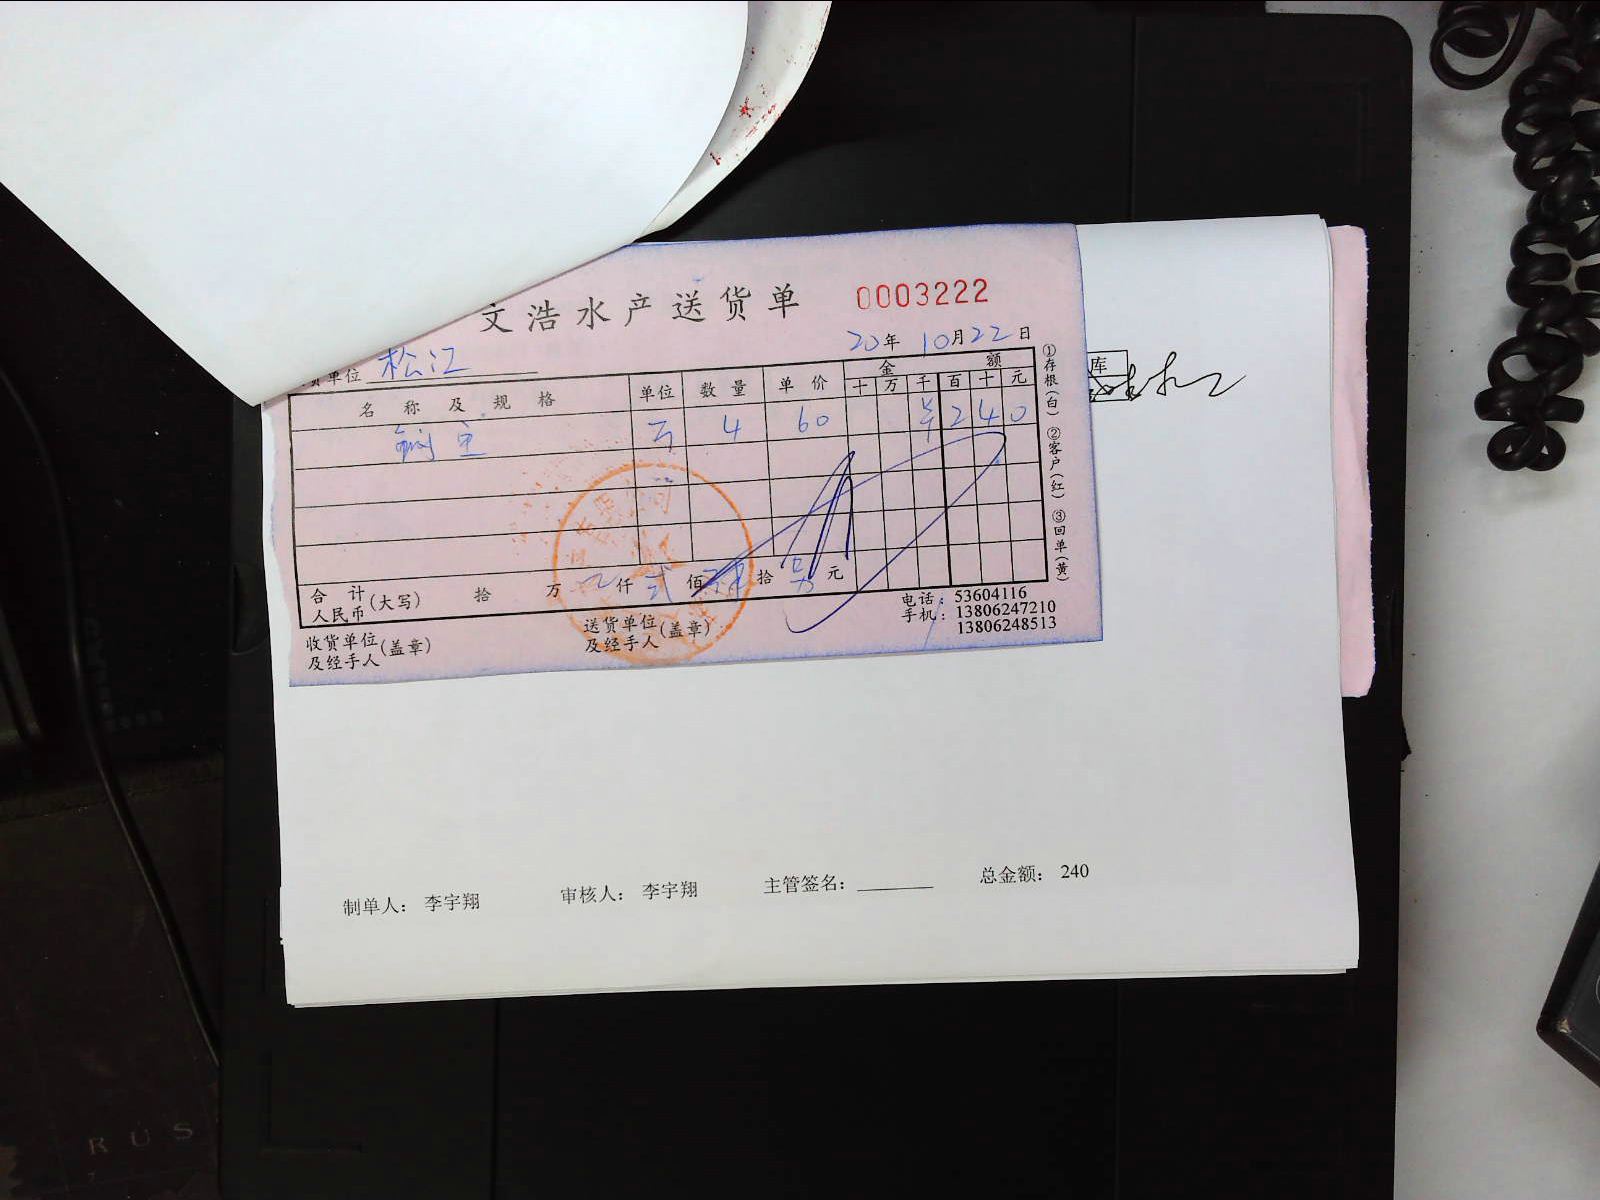 文浩水产送货单 0003222
20年10月22日
货单位 松江
名称及规格 单位 数量 单价 金额
十 万 千 百 十 元
4 60 ¥ 2 4 0
合计人民币(大写) 拾 万 仟 弍 佰 肆 拾 元
收货单位及经手人(盖章)
送货单位及经手人(盖章)
电话：53604116
手机：13806247210
13806248513
①存根(白) ②客户(红) ③回单(黄)
库
制单人： 李宇翔 审核人： 李宇翔 主管签名： 总金额： 240
RUS